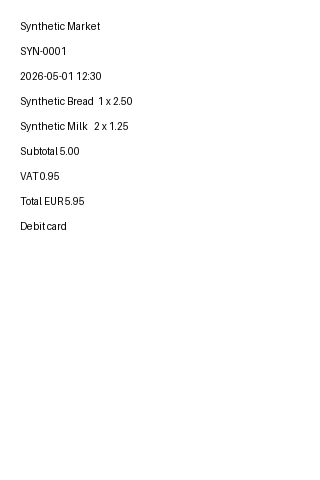 Synthetic Market
SYN-0001
2026-05-01 12:30
Synthetic Bread 1 x 2.50
Synthetic Milk 2 x 1.25
Subtotal 5.00
VAT 0.95
Total EUR 5.95
Debit card